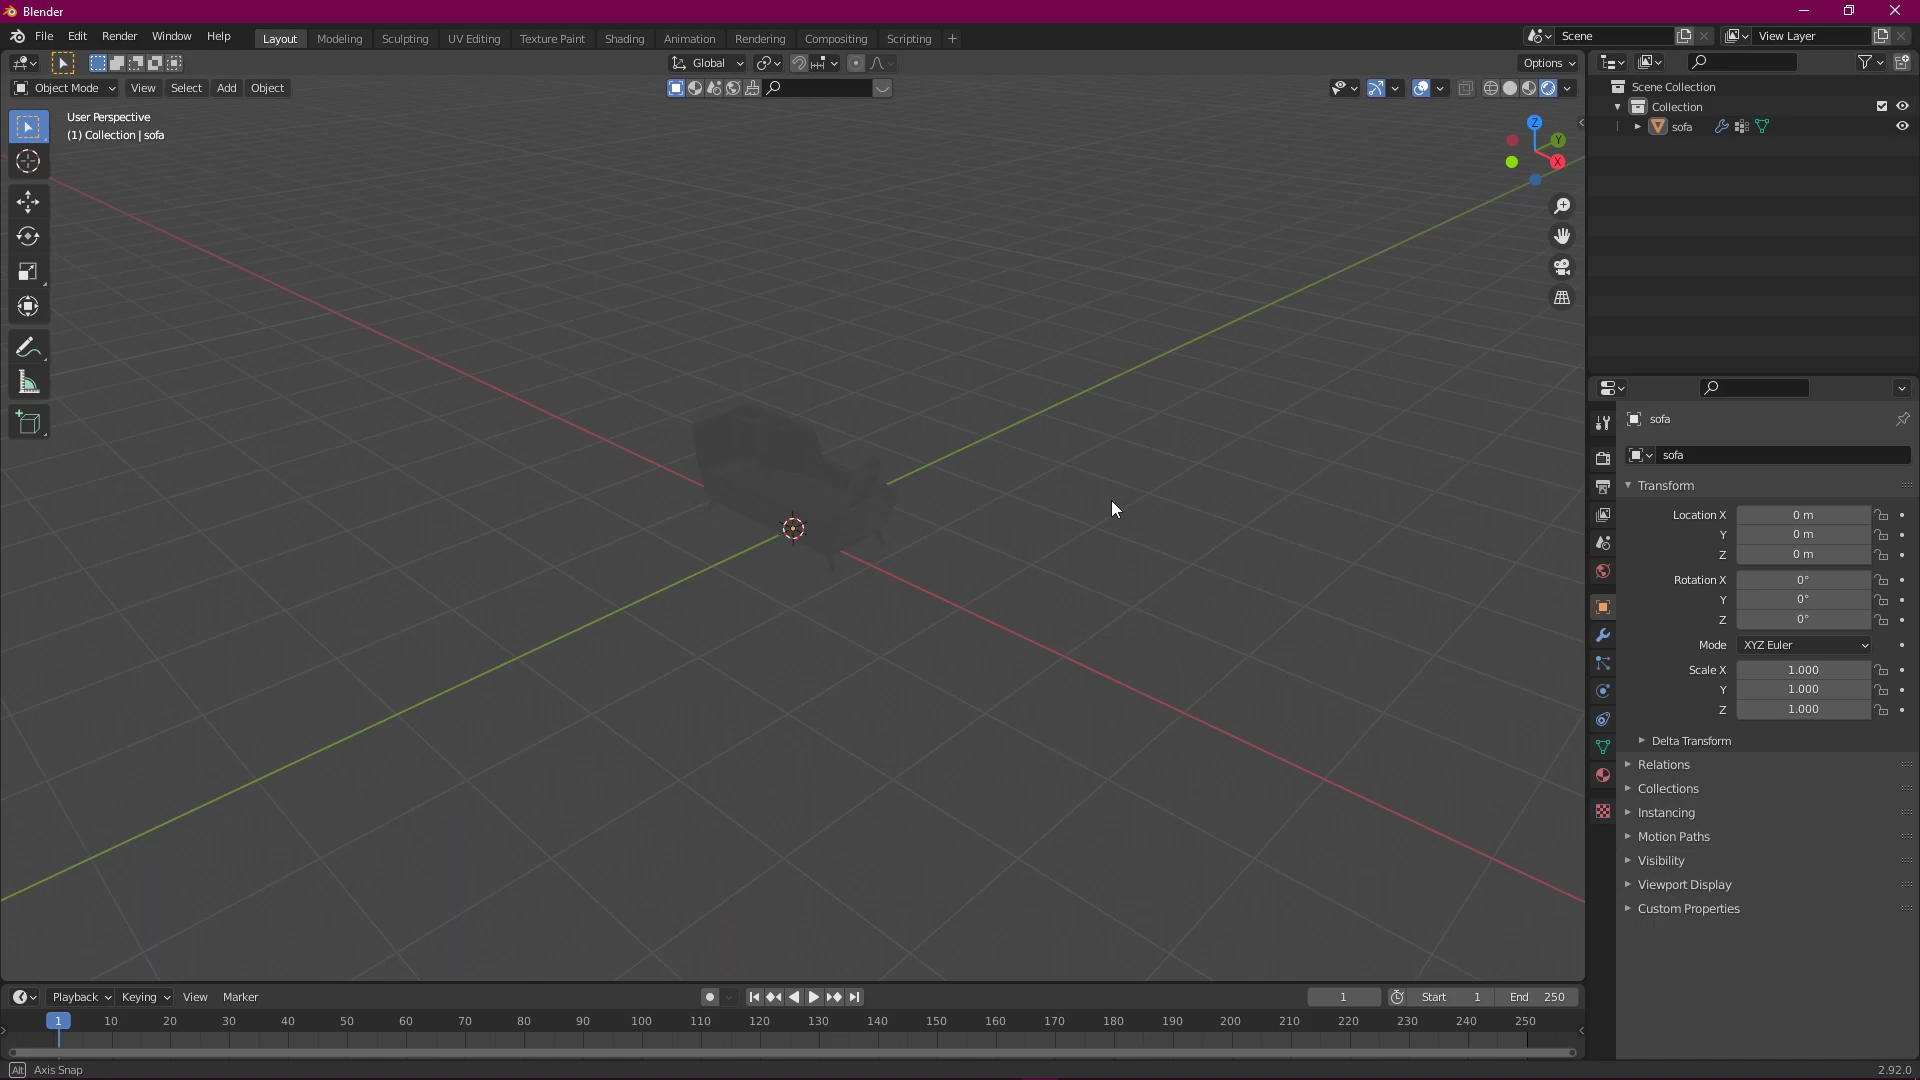 Blender
File Edit Render Window Help Layout Modeling Sculpting UV Editing Texture Paint Shading Animation Rendering Compositing Scripting + Scene View Layer
Global Options
Object Mode View Select Add Object
User Perspective
(1) Collection | sofa
Z
Y
X
Scene Collection
Collection
sofa
sofa
sofa
Transform
Location X 0 m
Y 0 m
Z 0 m
Rotation X 0°
Y 0°
Z 0°
Mode XYZ Euler
Scale X 1.000
Y 1.000
Z 1.000
Delta Transform
Relations
Collections
Instancing
Motion Paths
Visibility
Viewport Display
Custom Properties
Playback Keying View Marker 1 Start 1 End 250
1 10 20 30 40 50 60 70 80 90 100 110 120 130 140 150 160 170 180 190 200 210 220 230 240 250
Alt Axis Snap 2.92.0